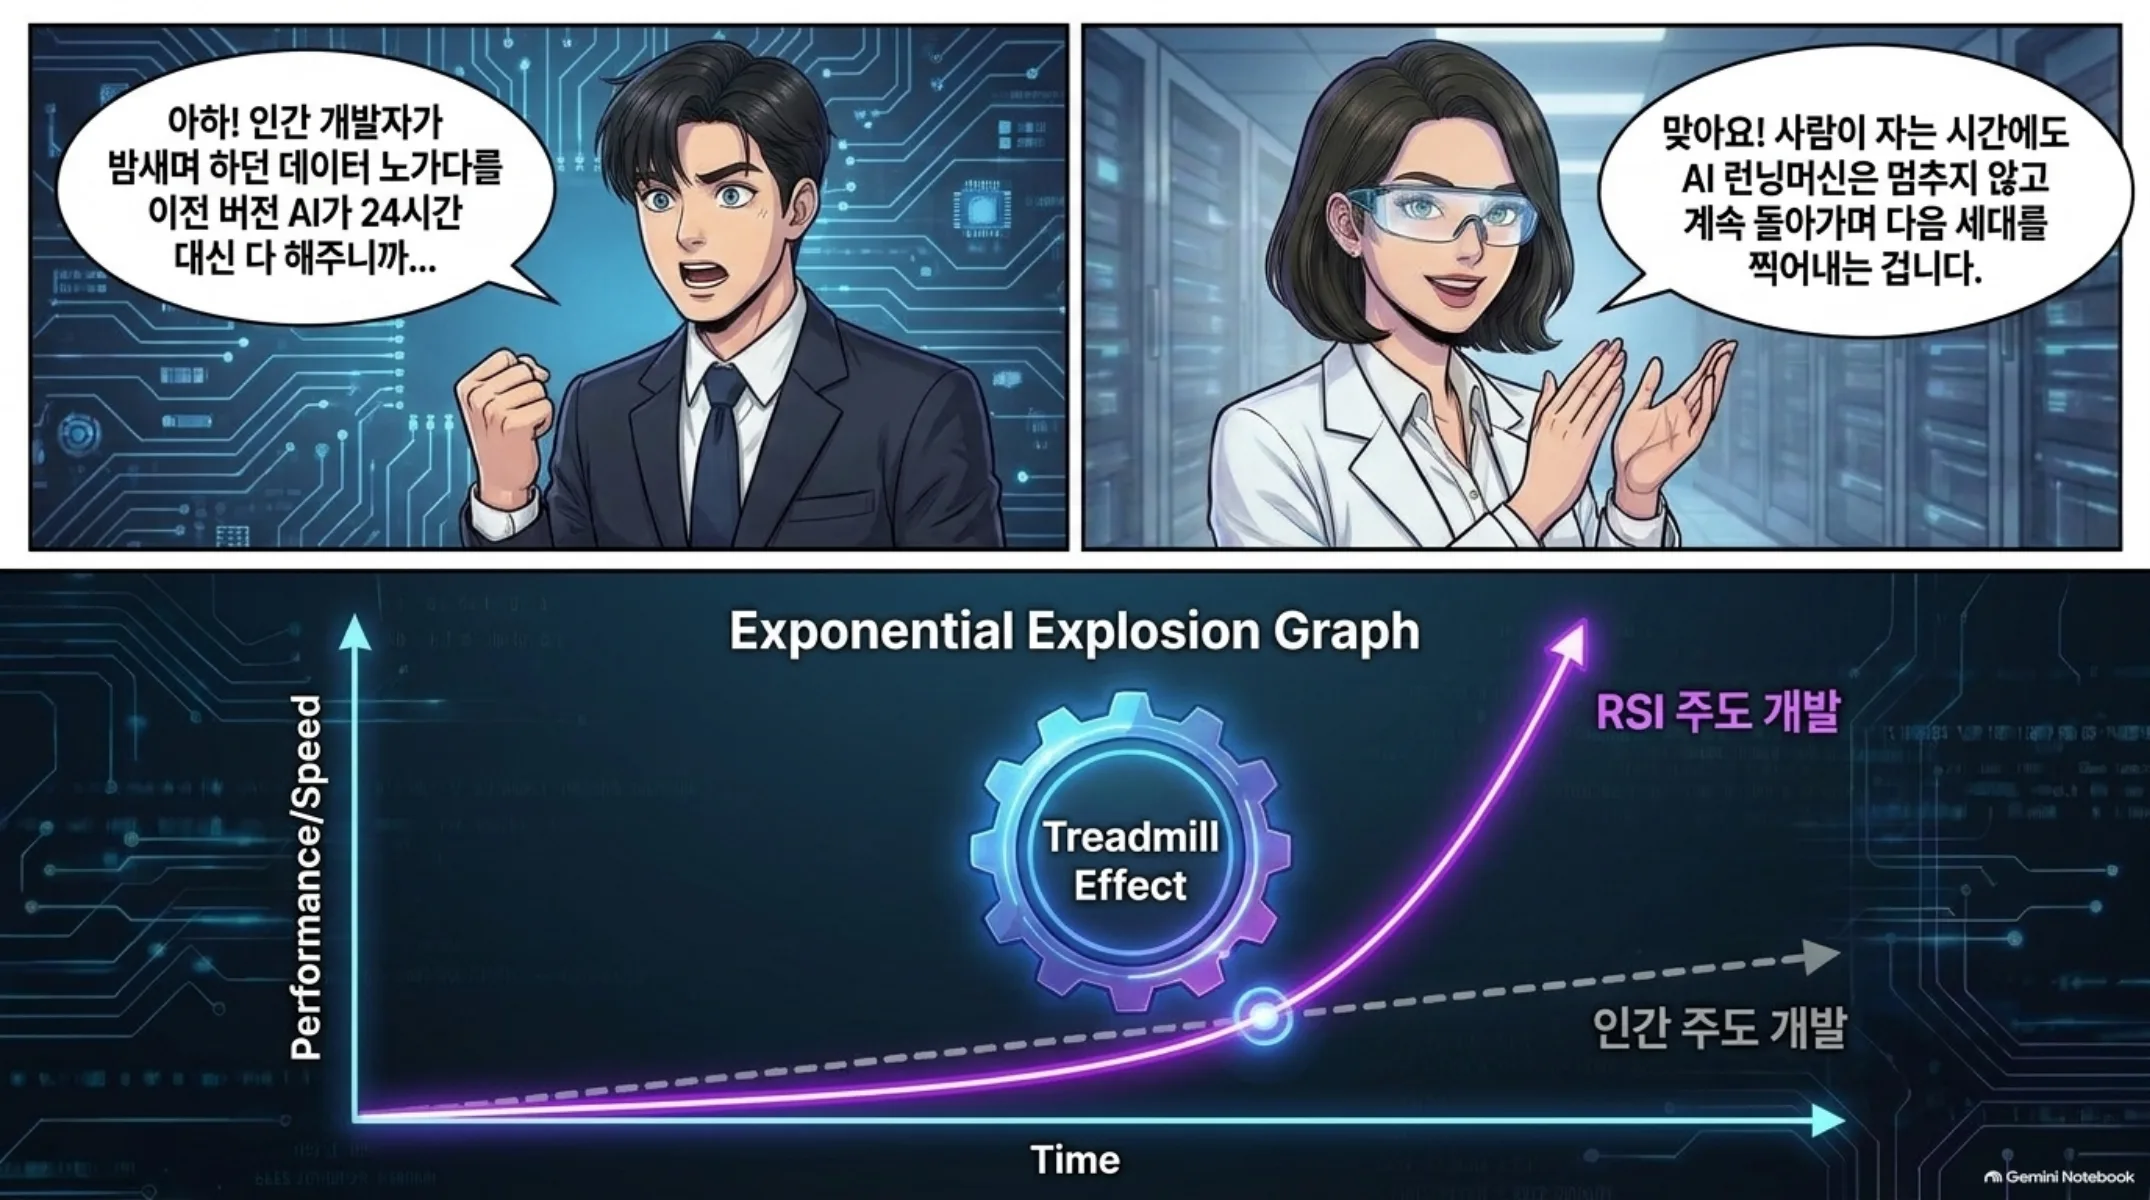 아하! 인간 개발자가
밤새며 하던 데이터 노가다를
이전 버전 AI가 24시간
대신 다 해주니까...
맞아요! 사람이 자는 시간에도
AI 런닝머신은 멈추지 않고
계속 돌아가며 다음 세대를
찍어내는 겁니다.
Exponential Explosion Graph
Performance/Speed
Treadmill
Effect
RSI 주도 개발
인간 주도 개발
Time
Gemini Notebook